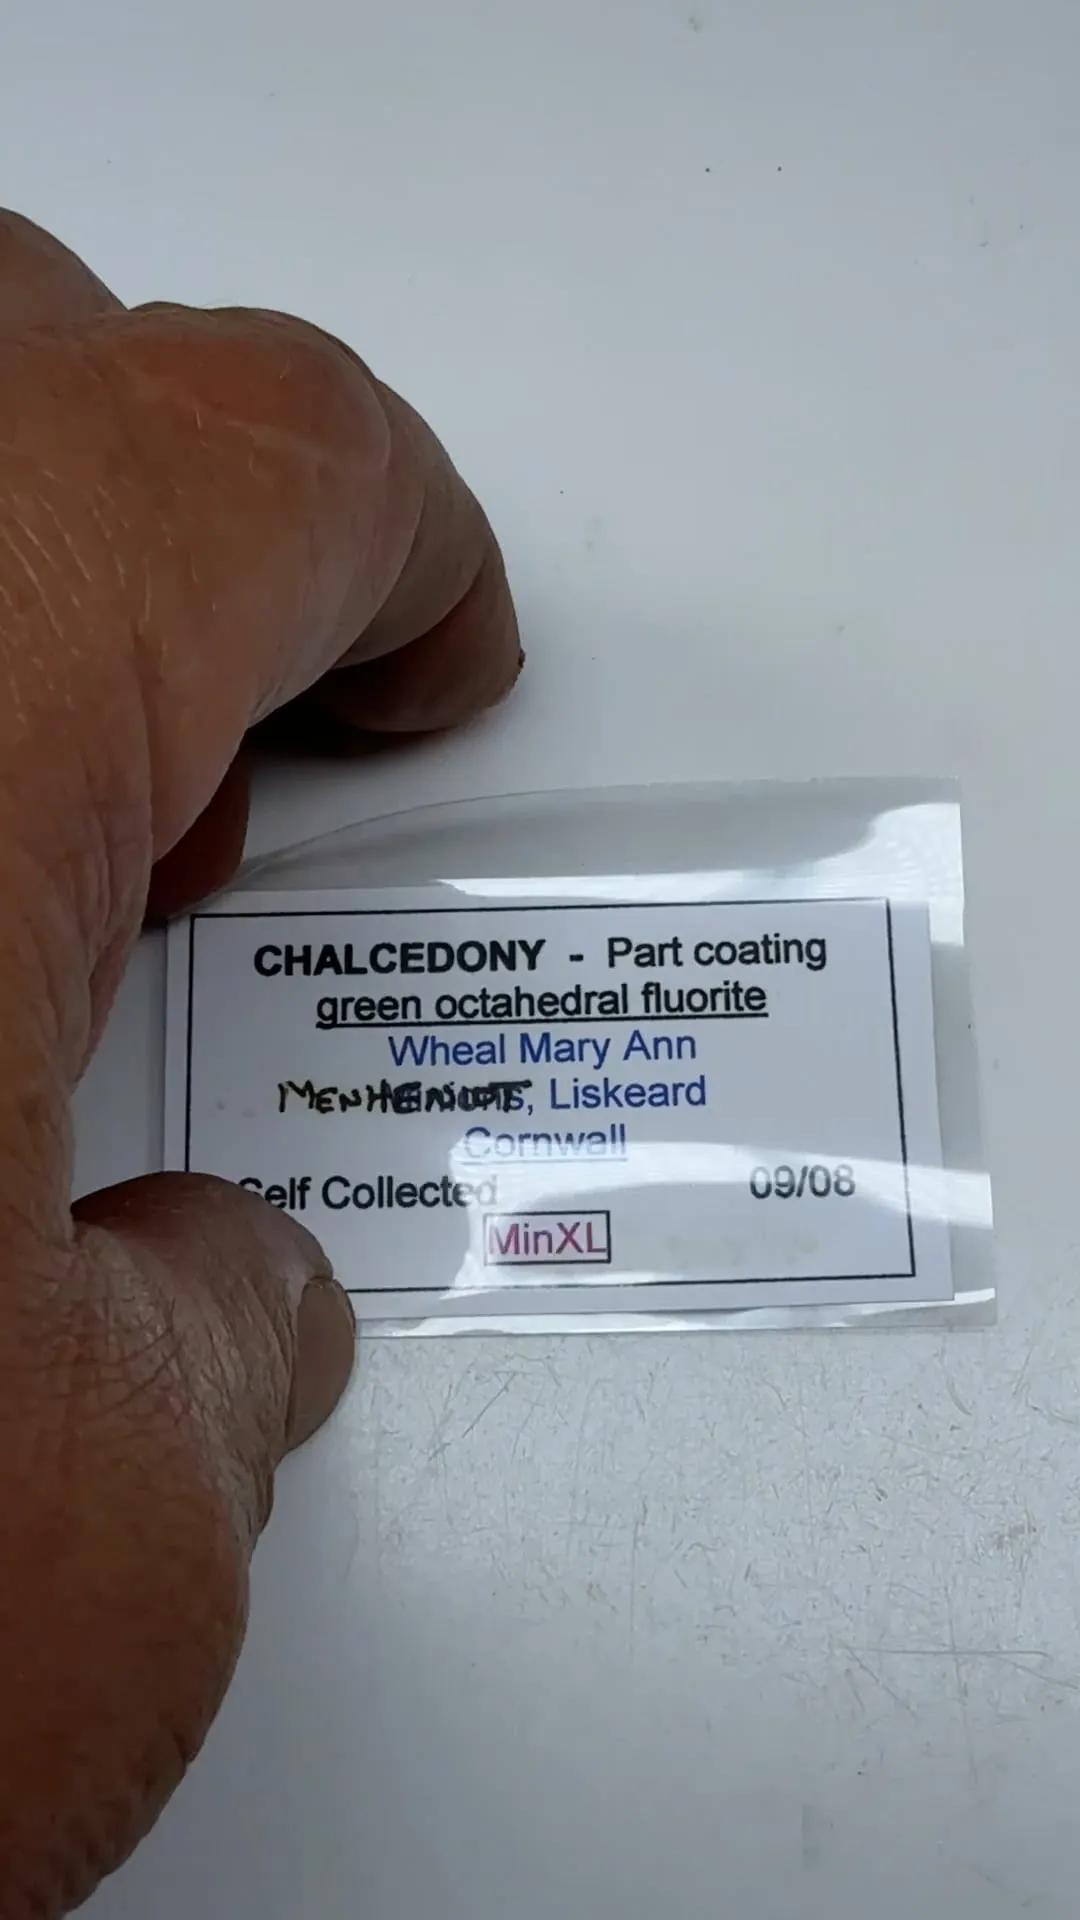 CHALCEDONY - Part coating
green octahedral fluorite
Wheal Mary Ann
MENHENIOT, Liskeard
Cornwall
Self Collected 09/08
MinXL